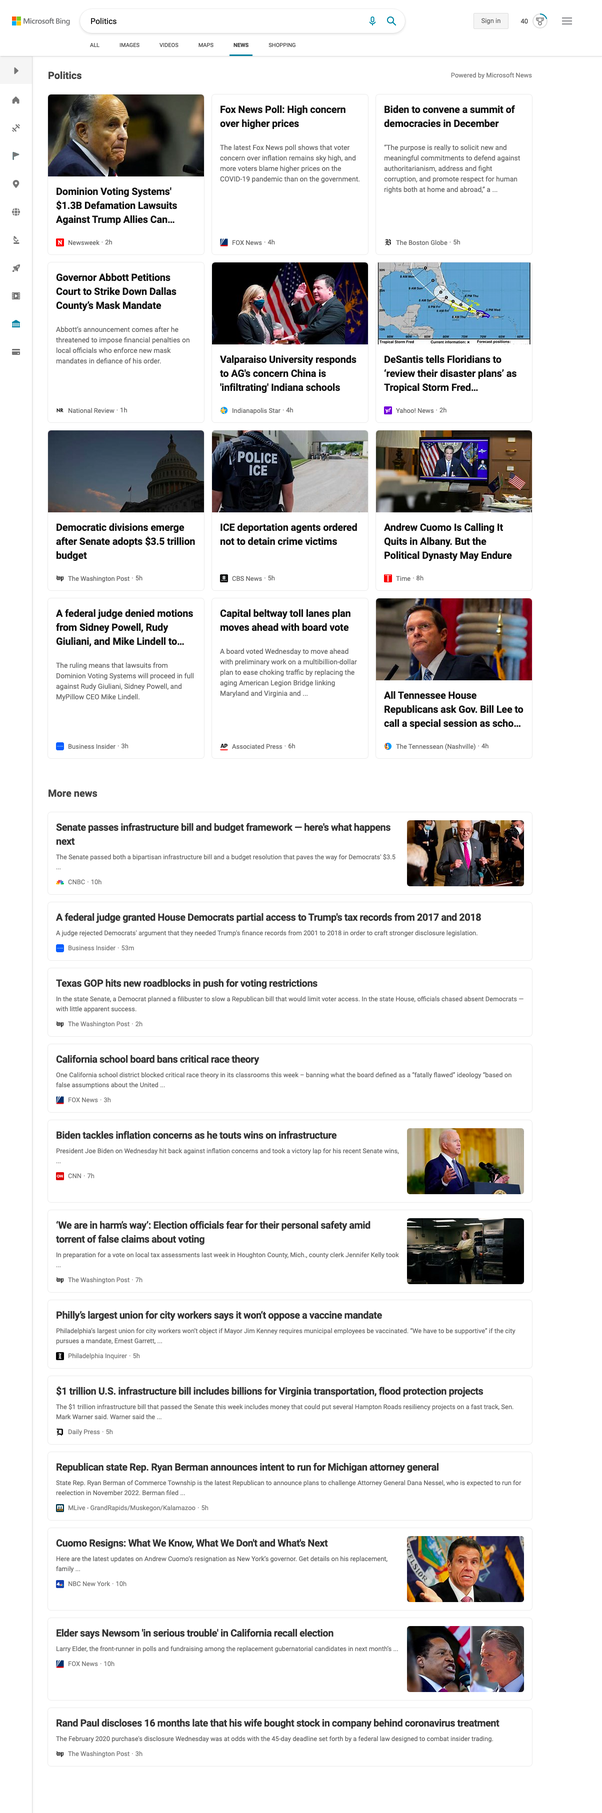 Microsoft Bing
Politics
Sign in
40
ALL
IMAGES
VIDEOS
MAPS
NEWS
SHOPPING
Politics
Powered by Microsoft News
Dominion Voting Systems'
$1.3B Defamation Lawsuits
Against Trump Allies Can...
Newsweek · 2h
Fox News Poll: High concern
over higher prices
The latest Fox News poll shows that voter
concern over inflation remains sky high, and
more voters blame higher prices on the
COVID-19 pandemic than on the government.
FOX News · 4h
Biden to convene a summit of
democracies in December
“The purpose is really to solicit new and
meaningful commitments to defend against
authoritarianism, address and fight
corruption, and promote respect for human
rights both at home and abroad,” a ...
The Boston Globe · 5h
Governor Abbott Petitions
Court to Strike Down Dallas
County’s Mask Mandate
Abbott’s announcement comes after he
threatened to impose financial penalties on
local officials who enforce new mask
mandates in defiance of his order.
National Review · 1h
Valparaiso University responds
to AG's concern China is
'infiltrating' Indiana schools
Indianapolis Star · 4h
DeSantis tells Floridians to
‘review their disaster plans’ as
Tropical Storm Fred...
Yahoo! News · 2h
Democratic divisions emerge
after Senate adopts $3.5 trillion
budget
The Washington Post · 5h
POLICE
ICE
ICE deportation agents ordered
not to detain crime victims
CBS News · 5h
Andrew Cuomo Is Calling It
Quits in Albany. But the
Political Dynasty May Endure
Time · 8h
A federal judge denied motions
from Sidney Powell, Rudy
Giuliani, and Mike Lindell to...
The ruling means that lawsuits from
Dominion Voting Systems will proceed in full
against Rudy Giuliani, Sidney Powell, and
MyPillow CEO Mike Lindell.
Business Insider · 3h
Capital beltway toll lanes plan
moves ahead with board vote
A board voted Wednesday to move ahead
with preliminary work on a multibillion-dollar
plan to ease choking traffic by replacing the
aging American Legion Bridge linking
Maryland and Virginia and ...
Associated Press · 6h
All Tennessee House
Republicans ask Gov. Bill Lee to
call a special session as scho...
The Tennessean (Nashville) · 4h
More news
Senate passes infrastructure bill and budget framework — here's what happens
next
The Senate passed both a bipartisan infrastructure bill and a budget resolution that paves the way for Democrats' $3.5
...
CNBC · 10h
A federal judge granted House Democrats partial access to Trump's tax records from 2017 and 2018
A judge rejected Democrats' argument that they needed Trump's finance records from 2001 to 2018 in order to craft stronger disclosure legislation.
Business Insider · 53m
Texas GOP hits new roadblocks in push for voting restrictions
In the state Senate, a Democrat planned a filibuster to slow a Republican bill that would limit voter access. In the state House, officials chased absent Democrats —
with little apparent success.
The Washington Post · 2h
California school board bans critical race theory
One California school district blocked critical race theory in its classrooms this week – banning what the board defined as a "fatally flawed" ideology "based on
false assumptions about the United ...
FOX News · 3h
Biden tackles inflation concerns as he touts wins on infrastructure
President Joe Biden on Wednesday hit back against inflation concerns and took a victory lap for his recent Senate wins,
...
CNN · 7h
‘We are in harm’s way’: Election officials fear for their personal safety amid
torrent of false claims about voting
In preparation for a vote on local tax assessments last week in Houghton County, Mich., county clerk Jennifer Kelly took
...
The Washington Post · 7h
Philly’s largest union for city workers says it won’t oppose a vaccine mandate
Philadelphia’s largest union for city workers won’t object if Mayor Jim Kenney requires municipal employees be vaccinated. “We have to be supportive” if the city
pursues a mandate, Ernest Garrett, ...
Philadelphia Inquirer · 5h
$1 trillion U.S. infrastructure bill includes billions for Virginia transportation, flood protection projects
The $1 trillion infrastructure bill that passed the Senate this week includes money that could put several Hampton Roads resiliency projects on a fast track, Sen.
Mark Warner said. Warner said the ...
Daily Press · 5h
Republican state Rep. Ryan Berman announces intent to run for Michigan attorney general
State Rep. Ryan Berman of Commerce Township is the latest Republican to announce plans to challenge Attorney General Dana Nessel, who is expected to run for
reelection in November 2022. Berman filed ...
MLive - GrandRapids/Muskegon/Kalamazoo · 5h
Cuomo Resigns: What We Know, What We Don't and What's Next
Here are the latest updates on Andrew Cuomo's resignation as New York's governor. Get details on his replacement,
family ...
NBC New York · 10h
Elder says Newsom 'in serious trouble' in California recall election
Larry Elder, the front-runner in polls and fundraising among the replacement gubernatorial candidates in next month's ...
FOX News · 10h
Rand Paul discloses 16 months late that his wife bought stock in company behind coronavirus treatment
The February 2020 purchase's disclosure Wednesday was at odds with the 45-day deadline set forth by a federal law designed to combat insider trading.
The Washington Post · 3h